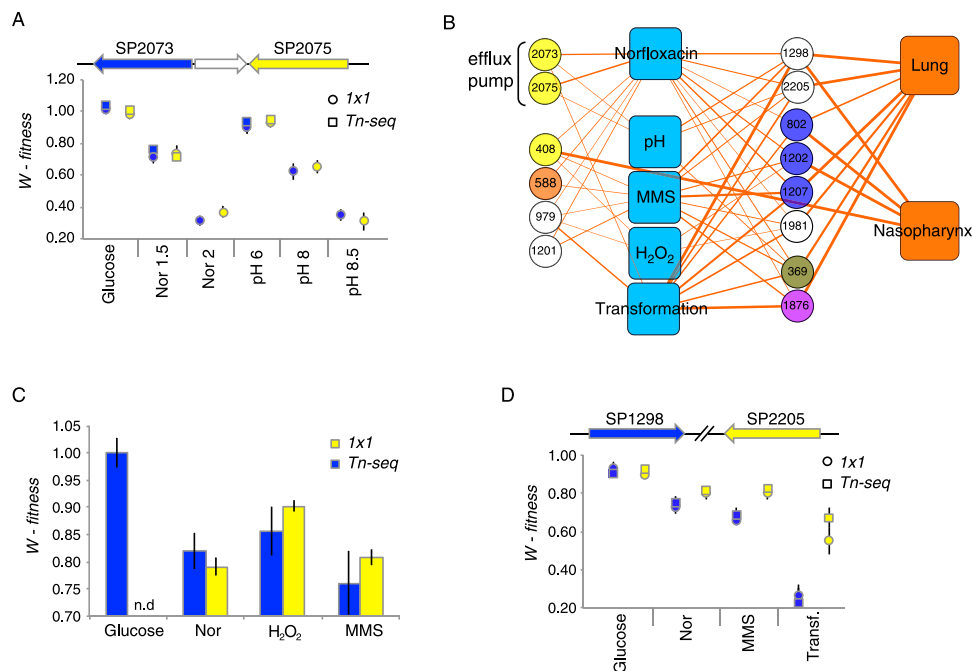 A
SP2073
SP2075
1.20
1.00
0.80
0.60
0.40
0.20
W - fitness
1x1
Tn-seq
Glucose
Nor 1.5
Nor 2
pH 6
pH 8
pH 8.5
B
efflux
pump
2073
2075
408
588
979
1201
Norfloxacin
pH
MMS
H₂O₂
Transformation
1298
2205
802
1202
1207
1981
369
1876
Lung
Nasopharynx
C
1.05
1.00
0.95
0.90
0.85
0.80
0.75
0.70
W - fitness
1x1
Tn-seq
n.d
Glucose
Nor
H₂O₂
MMS
D
SP1298
SP2205
1.00
0.80
0.60
0.40
0.20
W - fitness
1x1
Tn-seq
Glucose
Nor
MMS
Transf.